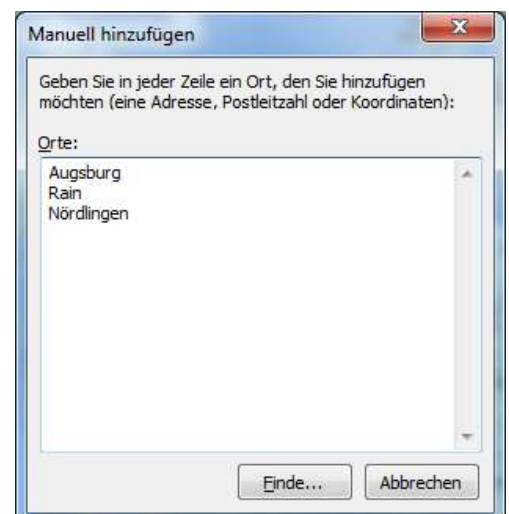 Manuell hinzufügen
Geben Sie in jeder Zeile ein Ort, den Sie hinzufügen
möchten (eine Adresse, Postleitzahl oder Koordinaten):
Orte:
Augsburg
Rain
Nördlingen
Finde...
Abbrechen